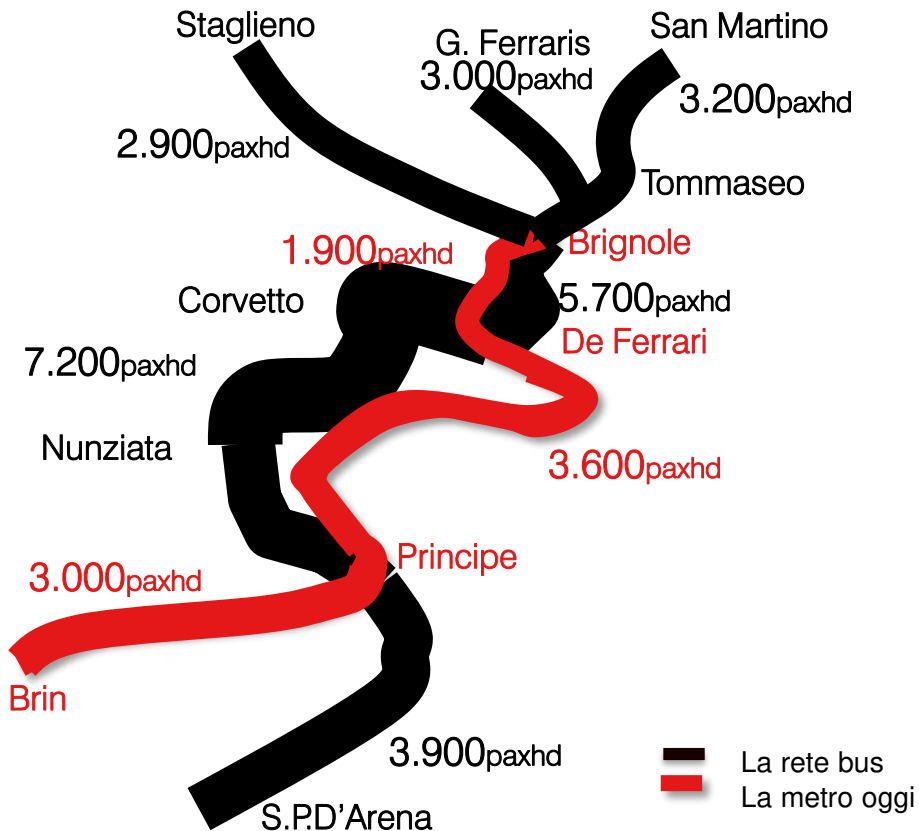 Staglieno
G. Ferraris
San Martino
3.000paxhd
3.200paxhd
2.900paxhd
Tommaseo
1.900paxhd
Brignole
Corvetto
5.700paxhd
De Ferrari
7.200paxhd
Nunziata
3.600paxhd
Principe
3.000paxhd
Brin
3.900paxhd
La rete bus
La metro oggi
S.P.D'Arena